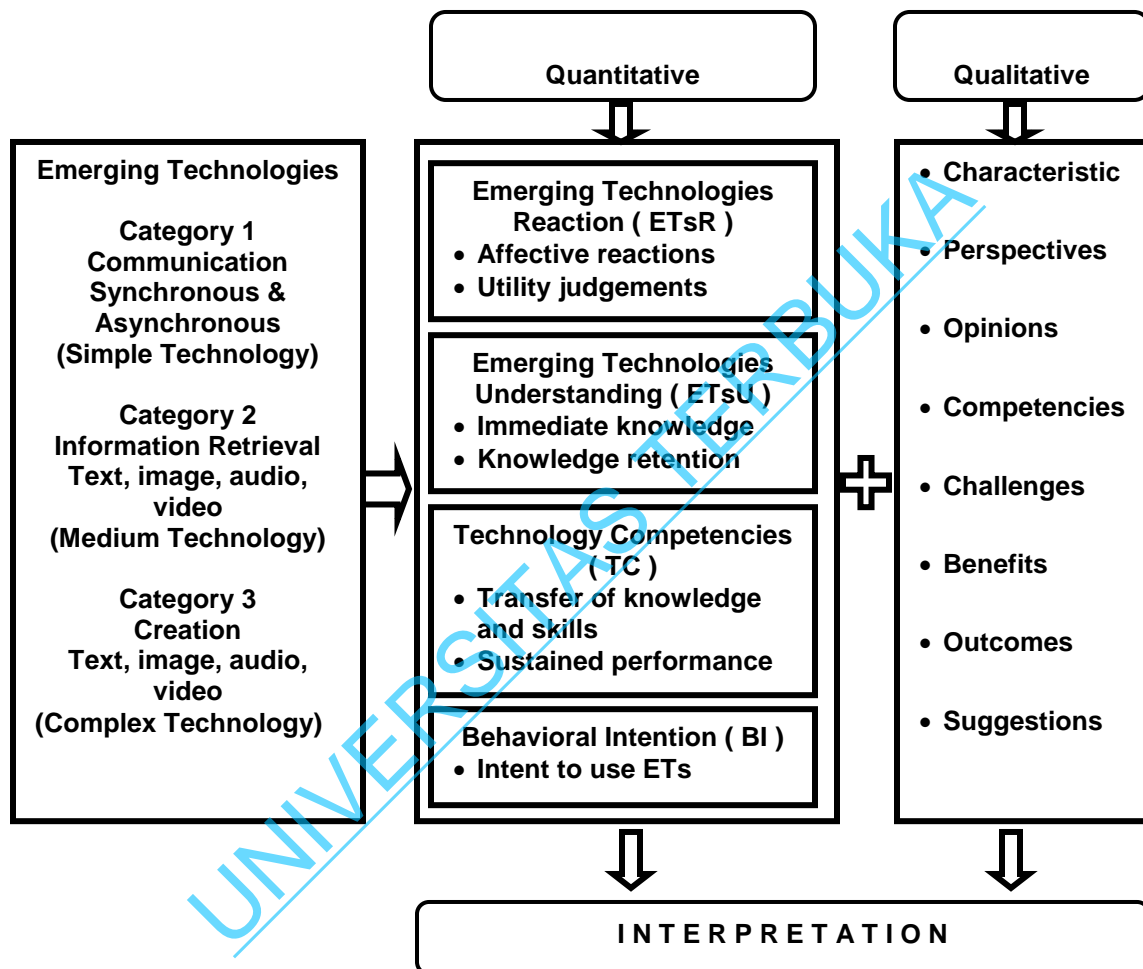 Quantitative
Qualitative
Emerging Technologies
Category 1
Communication
Synchronous &
Asynchronous
(Simple Technology)
Category 2
Information Retrieval
Text, image, audio,
video
(Medium Technology)
Category 3
Creation
Text, image, audio,
video
(Complex Technology)
Emerging Technologies
Reaction ( ETsR )
• Affective reactions
• Utility judgements
Emerging Technologies
Understanding ( ETsU )
• Immediate knowledge
• Knowledge retention
Technology Competencies
( TC )
• Transfer of knowledge
and skills
• Sustained performance
Behavioral Intention ( BI )
• Intent to use ETs
• Characteristic
• Perspectives
• Opinions
• Competencies
• Challenges
• Benefits
• Outcomes
• Suggestions
I N T E R P R E T A T I O N
UNIVERSITAS TERBUKA